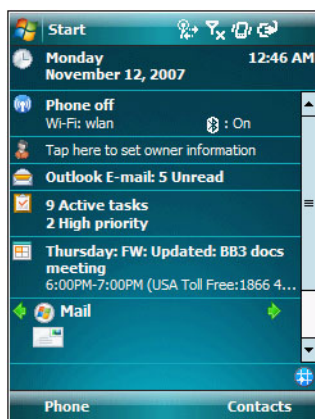 Start
Monday 12:46 AM
November 12, 2007
Phone off
Wi-Fi: wlan : On
Tap here to set owner information
Outlook E-mail: 5 Unread
9 Active tasks
2 High priority
Thursday: FW: Updated: BB3 docs
meeting
6:00PM-7:00PM (USA Toll Free:1866 4...
Mail
Phone Contacts